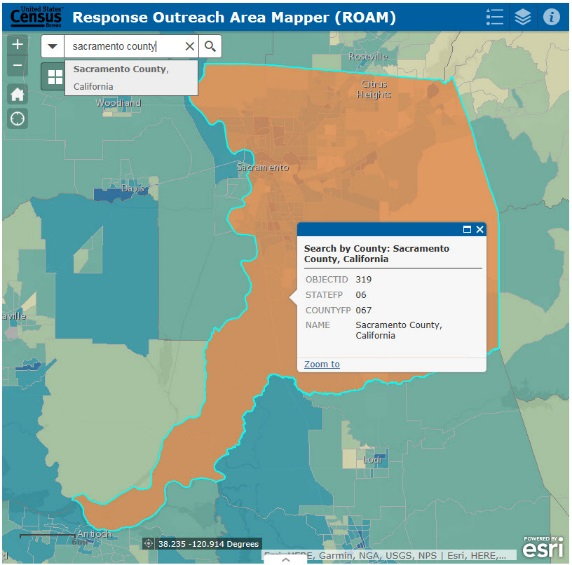 United States®
Census
Bureau
Response Outreach Area Mapper (ROAM)
sacramento county
Sacramento County,
California
Roseville
Citrus
Heights
Woodland
Sacramento
Davis
Search by County: Sacramento
County, California
OBJECTID 319
STATEFP 06
COUNTYFP 067
NAME Sacramento County,
California
Zoom to
aville
Lodi
Antioch
38.235 -120.914 Degrees
Esri, HERE, Garmin, NGA, USGS, NPS | Esri, HERE,...
POWERED BY
esri